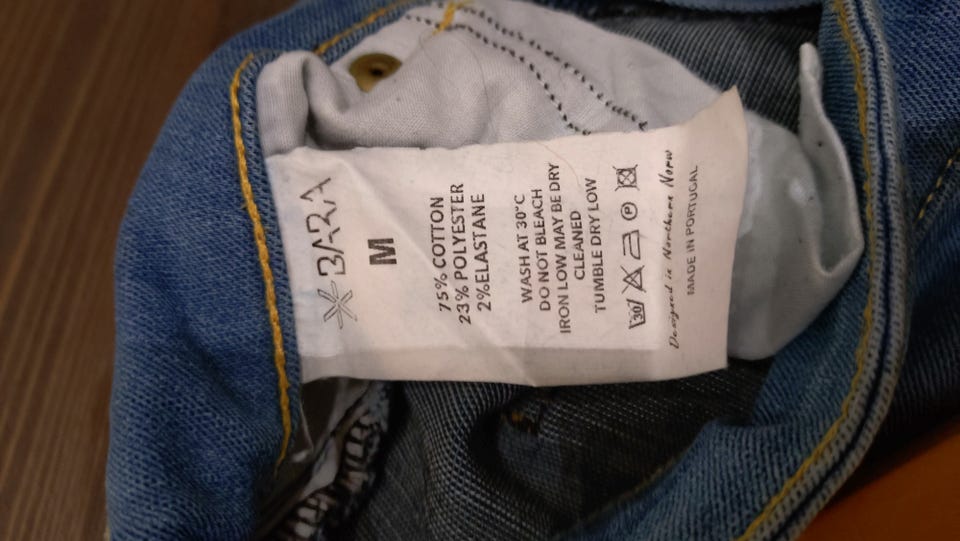 BARA
M
75% COTTON
23% POLYESTER
2%ELASTANE
WASH AT 30°C
DO NOT BLEACH
IRON LOW MAY BE DRY
CLEANED
TUMBLE DRY LOW
30
P
Designed in Northern Norw
MADE IN PORTUGAL